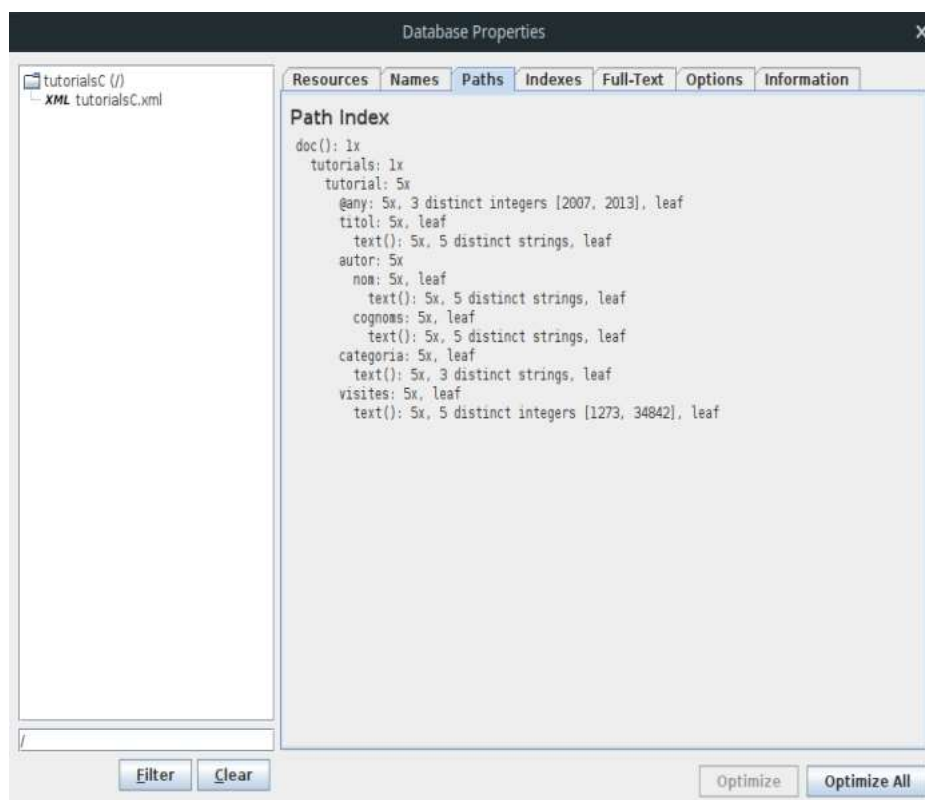 Database Properties
tutorialsC (/)
XML tutorialsC.xml
Resources Names Paths Indexes Full-Text Options Information
Path Index
doc(): 1x
tutorials: 1x
tutorial: 5x
@any: 5x, 3 distinct integers [2007, 2013], leaf
titol: 5x, leaf
text(): 5x, 5 distinct strings, leaf
autor: 5x
nom: 5x, leaf
text(): 5x, 5 distinct strings, leaf
cognoms: 5x, leaf
text(): 5x, 5 distinct strings, leaf
categoria: 5x, leaf
text(): 5x, 3 distinct strings, leaf
visites: 5x, leaf
text(): 5x, 5 distinct integers [1273, 34842], leaf
/
Filter Clear
Optimize Optimize All